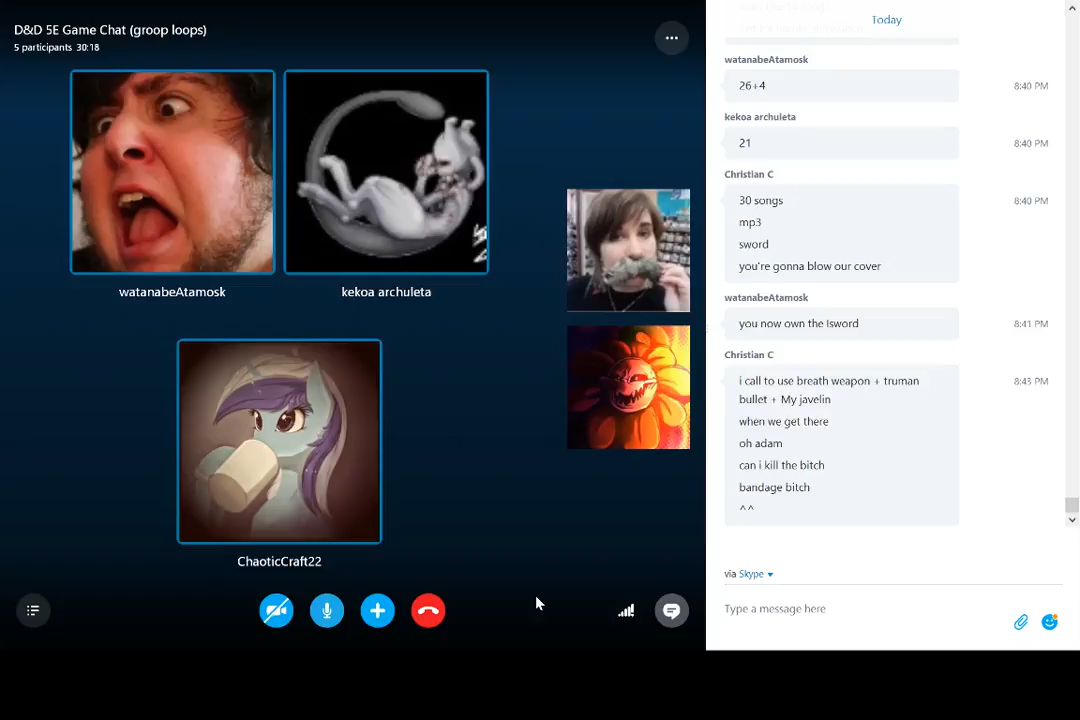 D&D 5E Game Chat (groop loops)
5 participants 30:18
watanabeAtamosk
kekoa archuleta
ChaoticCraft22
Today
watanabeAtamosk
26+4
8:40 PM
kekoa archuleta
21
8:40 PM
Christian C
30 songs
8:40 PM
mp3
sword
you're gonna blow our cover
watanabeAtamosk
you now own the Isword
8:41 PM
Christian C
i call to use breath weapon + truman
8:43 PM
bullet + My javelin
when we get there
oh adam
can i kill the bitch
bandage bitch
^^
via Skype
Type a message here